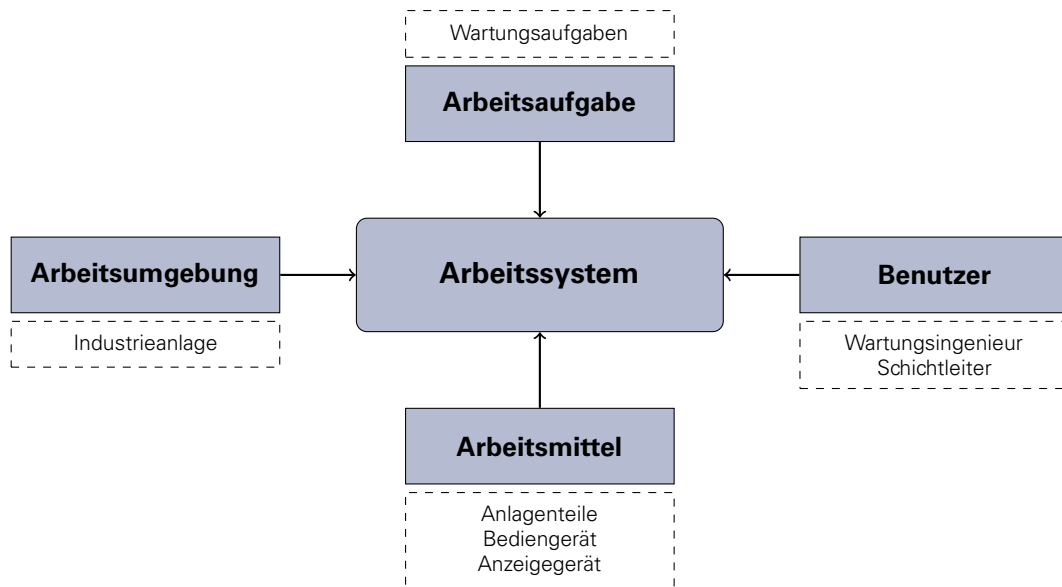 Wartungsaufgaben
Arbeitsaufgabe
Arbeitsumgebung
Industrieanlage
Arbeitssystem
Benutzer
Wartungsingenieur
Schichtleiter
Arbeitsmittel
Anlagenteile
Bediengerät
Anzeigegerät